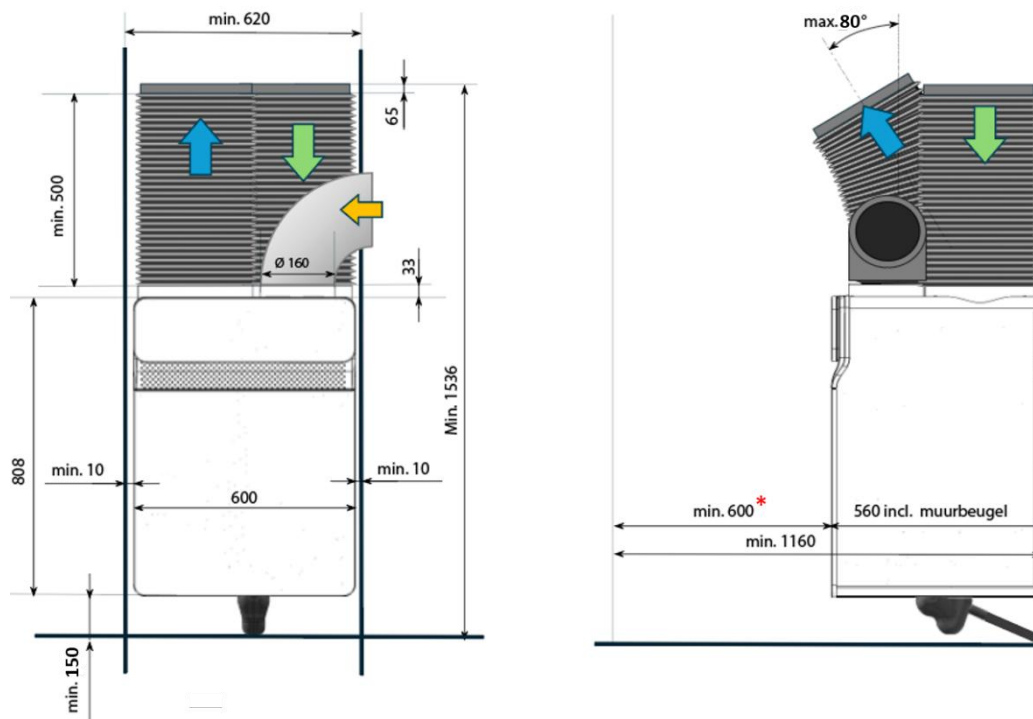 min. 620
65
min. 500
Ø 160
33
808
Min. 1536
min. 10
min. 10
600
min. 150
max.80°
min. 600*
560 incl. muurbeugel
min. 1160